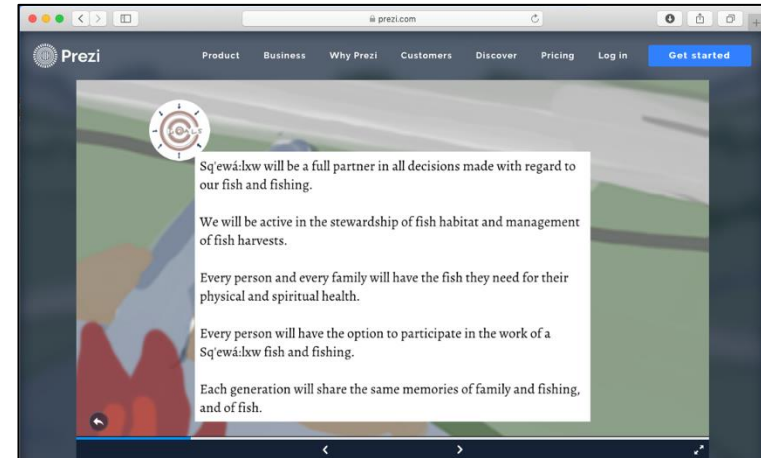 prezi.com
Prezi
Product Business Why Prezi Customers Discover Pricing Log in Get started
GOALS
Sq'ewá:lxw will be a full partner in all decisions made with regard to
our fish and fishing.
We will be active in the stewardship of fish habitat and management
of fish harvests.
Every person and every family will have the fish they need for their
physical and spiritual health.
Every person will have the option to participate in the work of a
Sq'ewá:lxw fish and fishing.
Each generation will share the same memories of family and fishing,
and of fish.